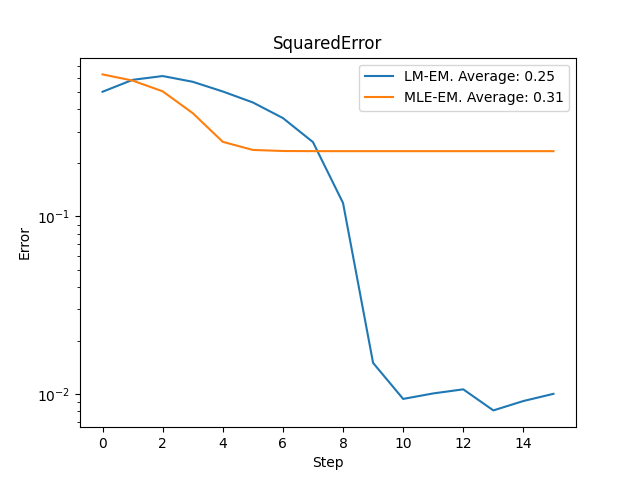 SquaredError
LM-EM. Average: 0.25
MLE-EM. Average: 0.31
10⁻¹
10⁻²
Error
0 2 4 6 8 10 12 14
Step